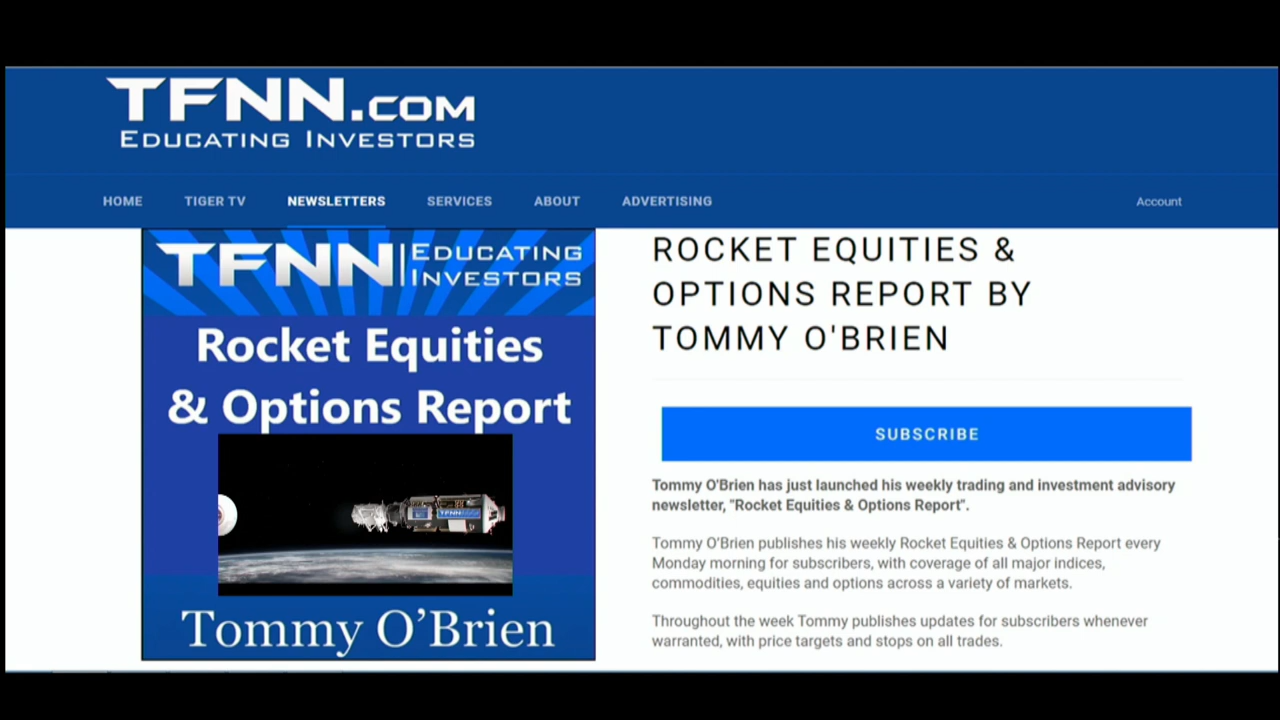 TFNN.COM
EDUCATING INVESTORS
HOME TIGER TV NEWSLETTERS SERVICES ABOUT ADVERTISING Account
TFNN EDUCATING
INVESTORS
Rocket Equities
& Options Report
TFNN
Tommy O’Brien
ROCKET EQUITIES &
OPTIONS REPORT BY
TOMMY O'BRIEN
SUBSCRIBE
Tommy O'Brien has just launched his weekly trading and investment advisory
newsletter, "Rocket Equities & Options Report".
Tommy O’Brien publishes his weekly Rocket Equities & Options Report every
Monday morning for subscribers, with coverage of all major indices,
commodities, equities and options across a variety of markets.
Throughout the week Tommy publishes updates for subscribers whenever
warranted, with price targets and stops on all trades.